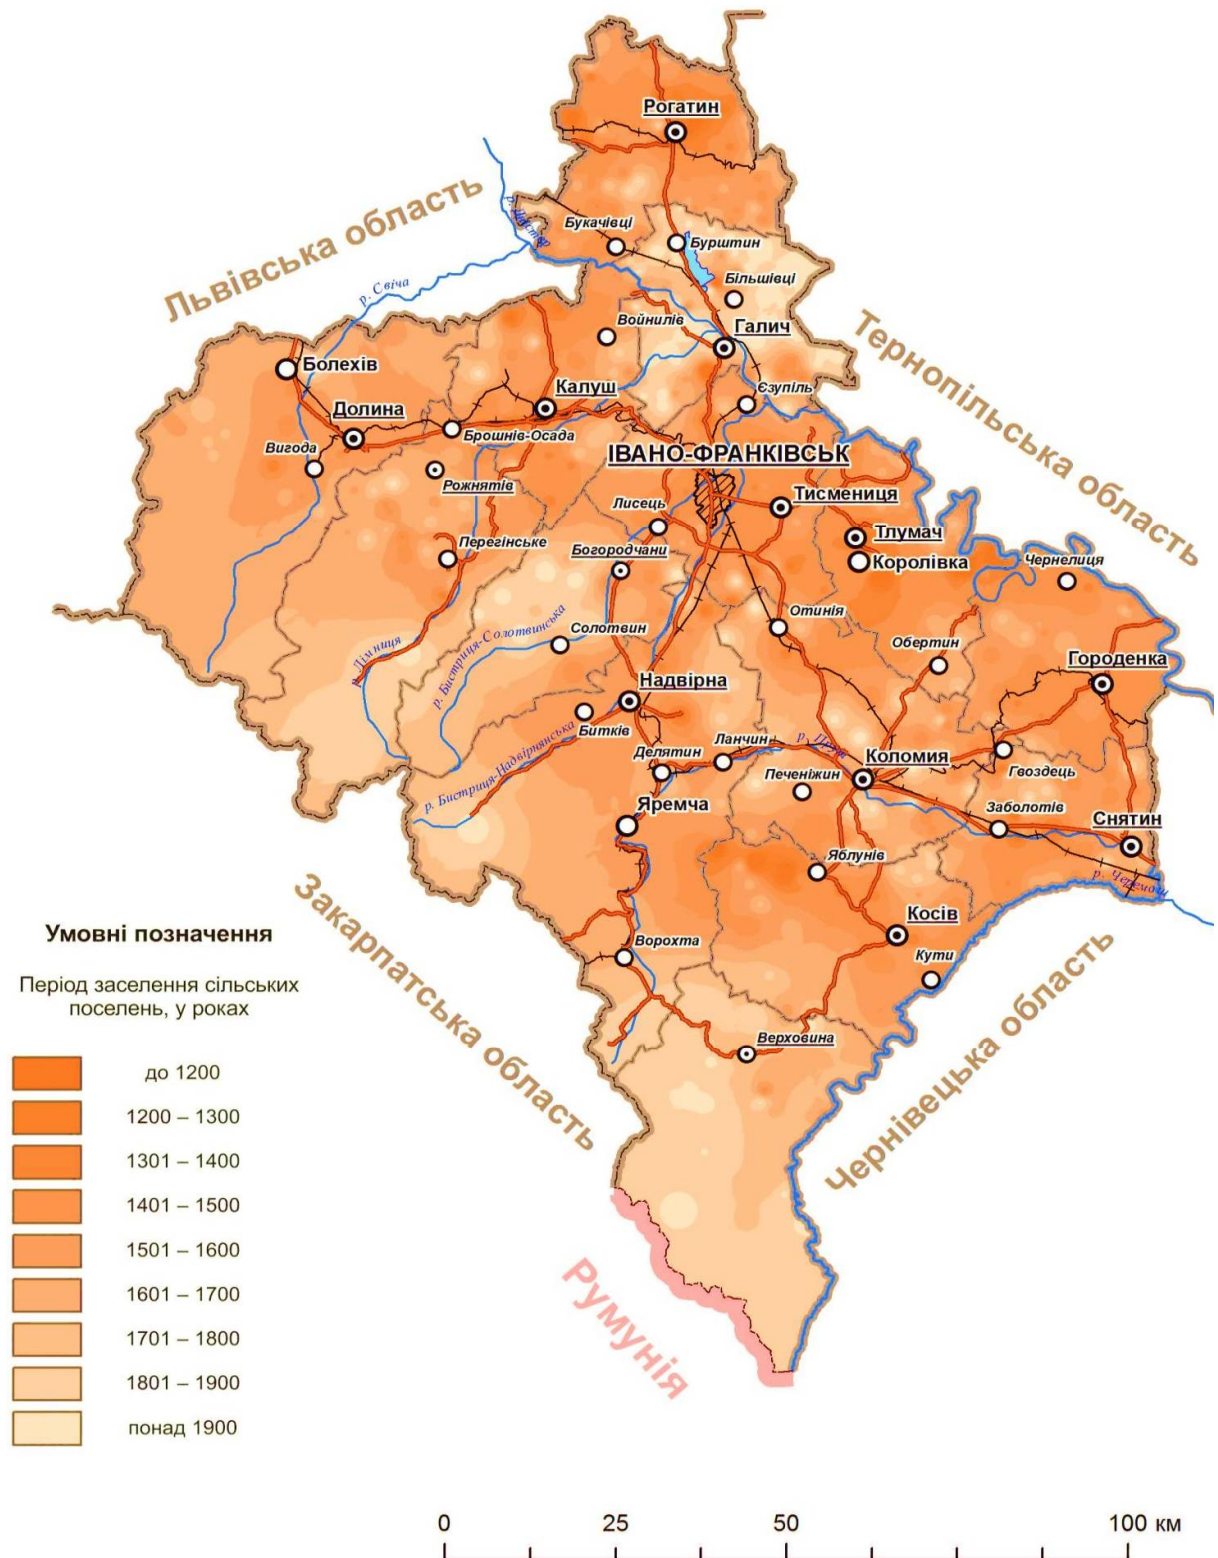 Рогатин
Львівська область
р. Дністер
Букачівці
Бурштин
Більшівці
р. Свіча
Войнилів
Галич
Тернопільська область
Болехів
Калуш
Єзупіль
Долина
Брошнів-Осада
Вигода
ІВАНО-ФРАНКІВСЬК
Рожнятів
Тисмениця
Лисець
Тлумач
Перегінське
Богородчани
Королівка
Чернелиця
р. Бистриця-Солотвинська
Солотвин
Отинія
Обертин
р. Лімниця
Надвірна
Городенка
Битків
р. Бистриця-Надвірнянська
Делятин
Ланчин
р. Прут
Коломия
Гвоздець
Печеніжин
Яремча
Заболотів
Снятин
Яблунів
р. Черемош
Закарпатська область
Косів
Умовні позначення
Ворохта
Кути
Період заселення сільських
поселень, у роках
Чернівецька область
Верховина
до 1200
1200 – 1300
1301 – 1400
1401 – 1500
1501 – 1600
1601 – 1700
Румунія
1701 – 1800
1801 – 1900
понад 1900
0 25 50 100 км